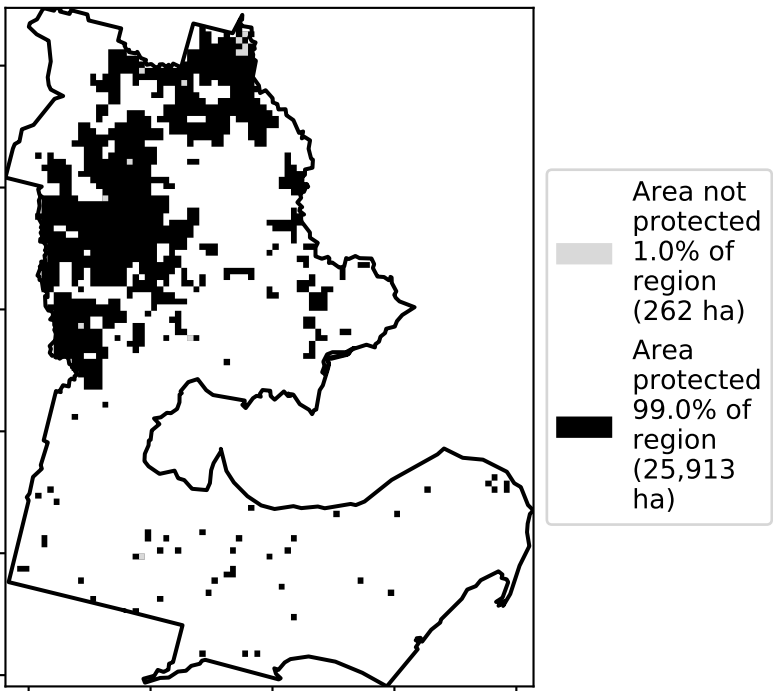 Area not
protected
1.0% of
region
(262 ha)
Area
protected
99.0% of
region
(25,913
ha)